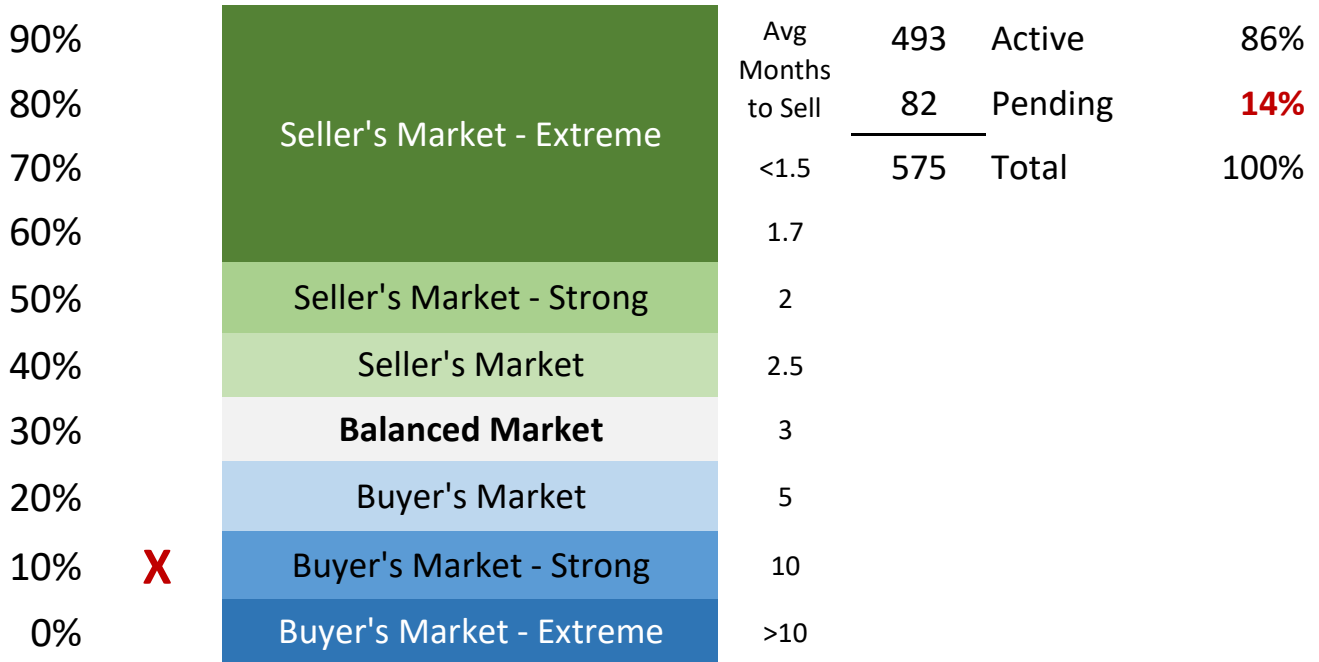 90% Avg 493 Active 86%
Months
80% to Sell 82 Pending 14%
Seller's Market - Extreme
70% <1.5 575 Total 100%
60% 1.7
50% Seller's Market - Strong 2
40% Seller's Market 2.5
30% Balanced Market 3
20% Buyer's Market 5
10% X Buyer's Market - Strong 10
0% Buyer's Market - Extreme >10